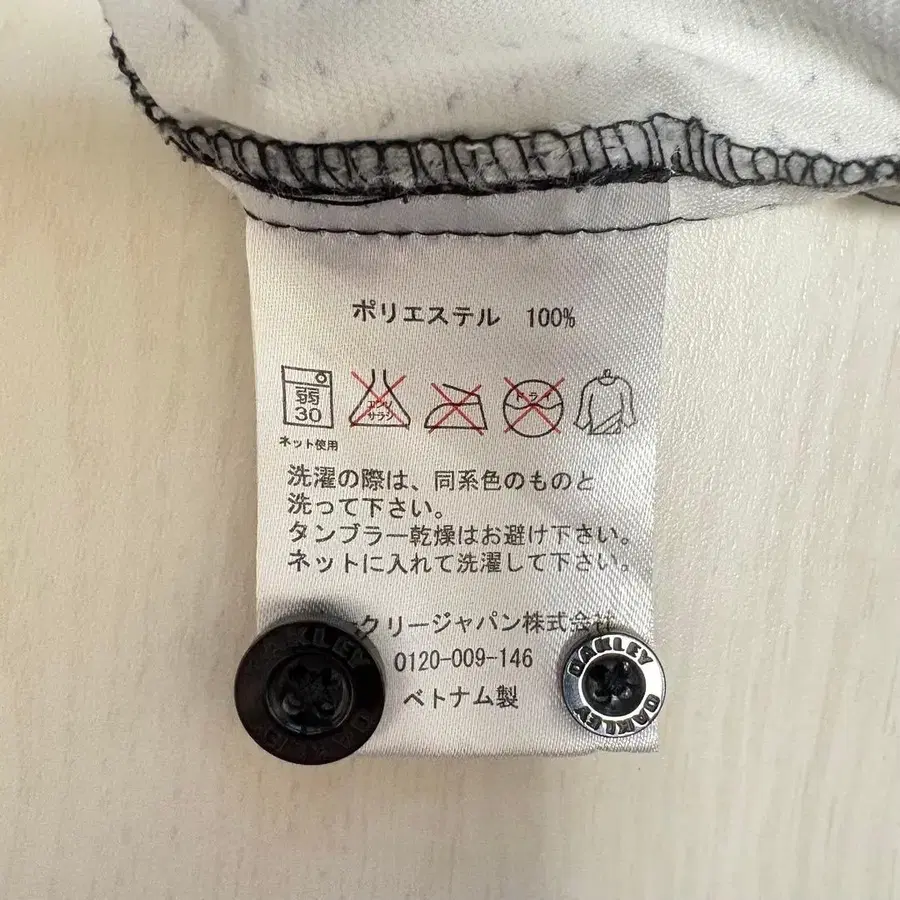 ポリエステル 100%
弱
30
エンソ
サラシ
ドライ
ネット使用
洗濯の際は、同系色のものと
洗って下さい。
タンブラー乾燥はお避け下さい。
ネットに入れて洗濯して下さい。
クリージャパン株式会社
0120-009-146
ベトナム製
OAKLEY
OAKLEY
OAKLEY
OAKLEY